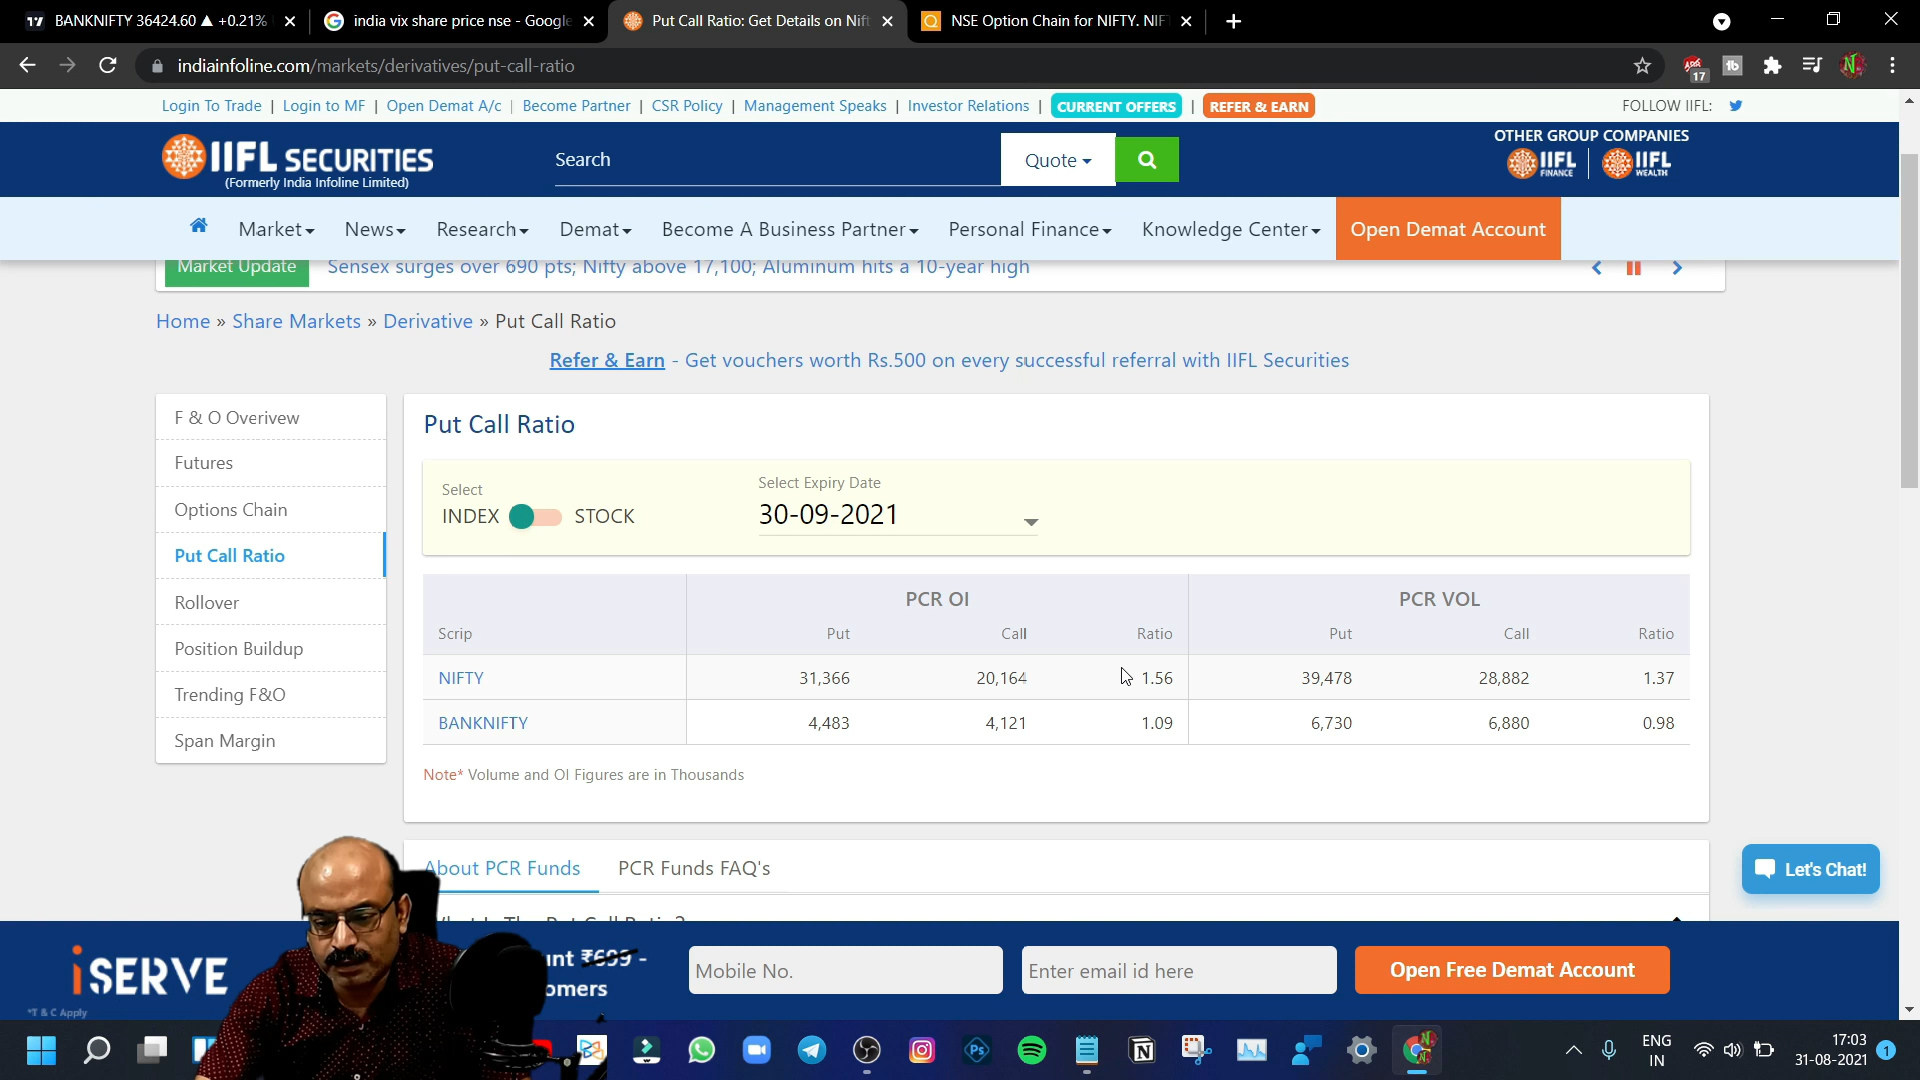 BANKNIFTY 36424.60 ▲ +0.21%
india vix share price nse - Google
Put Call Ratio: Get Details on Nift
NSE Option Chain for NIFTY. NIF
indiainfoline.com/markets/derivatives/put-call-ratio
17
Login To Trade | Login to MF | Open Demat A/c | Become Partner | CSR Policy | Management Speaks | Investor Relations | CURRENT OFFERS | REFER & EARN
FOLLOW IIFL:
IIFL SECURITIES
(Formerly India Infoline Limited)
Search
Quote
OTHER GROUP COMPANIES
IIFL FINANCE
IIFL WEALTH
Market News Research Demat Become A Business Partner Personal Finance Knowledge Center Open Demat Account
Market Update
Sensex surges over 690 pts; Nifty above 17,100; Aluminum hits a 10-year high
Home » Share Markets » Derivative » Put Call Ratio
Refer & Earn - Get vouchers worth Rs.500 on every successful referral with IIFL Securities
F & O Overivew
Futures
Options Chain
Put Call Ratio
Rollover
Position Buildup
Trending F&O
Span Margin
Put Call Ratio
Select
INDEX STOCK
Select Expiry Date
30-09-2021
PCR OI PCR VOL
Scrip Put Call Ratio Put Call Ratio
NIFTY 31,366 20,164 1.56 39,478 28,882 1.37
BANKNIFTY 4,483 4,121 1.09 6,730 6,880 0.98
Note* Volume and OI Figures are in Thousands
About PCR Funds PCR Funds FAQ's
Let's Chat!
iSERVE
*T & C Apply
₹699 -
Mobile No.
Enter email id here
Open Free Demat Account
ENG
IN
17:03
31-08-2021
1